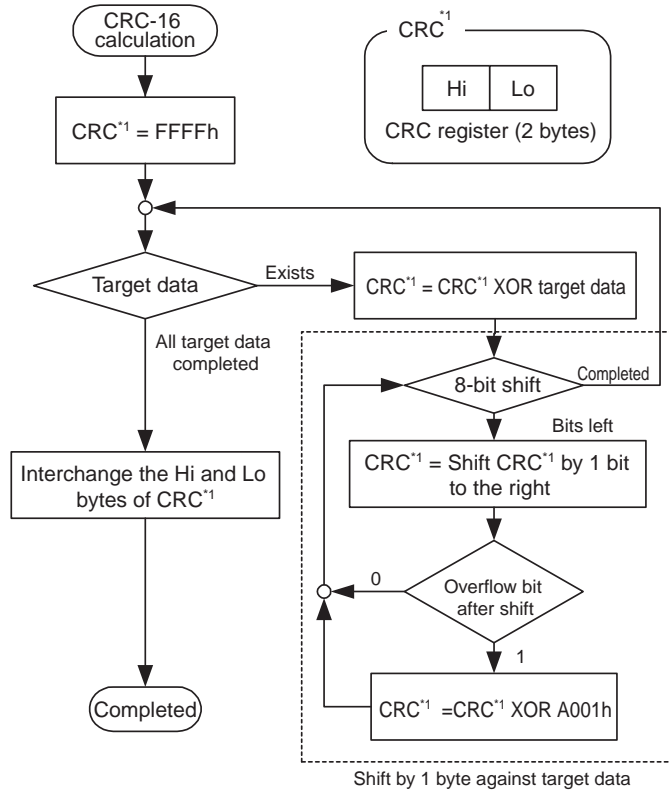 CRC-16
calculation
CRC*1
Hi
Lo
CRC register (2 bytes)
CRC*1 = FFFFh
Target data
Exists
CRC*1 = CRC*1 XOR target data
All target data
completed
8-bit shift
Completed
Bits left
Interchange the Hi and Lo
bytes of CRC*1
CRC*1 = Shift CRC*1 by 1 bit
to the right
0
Overflow bit
after shift
1
Completed
CRC*1 =CRC*1 XOR A001h
Shift by 1 byte against target data